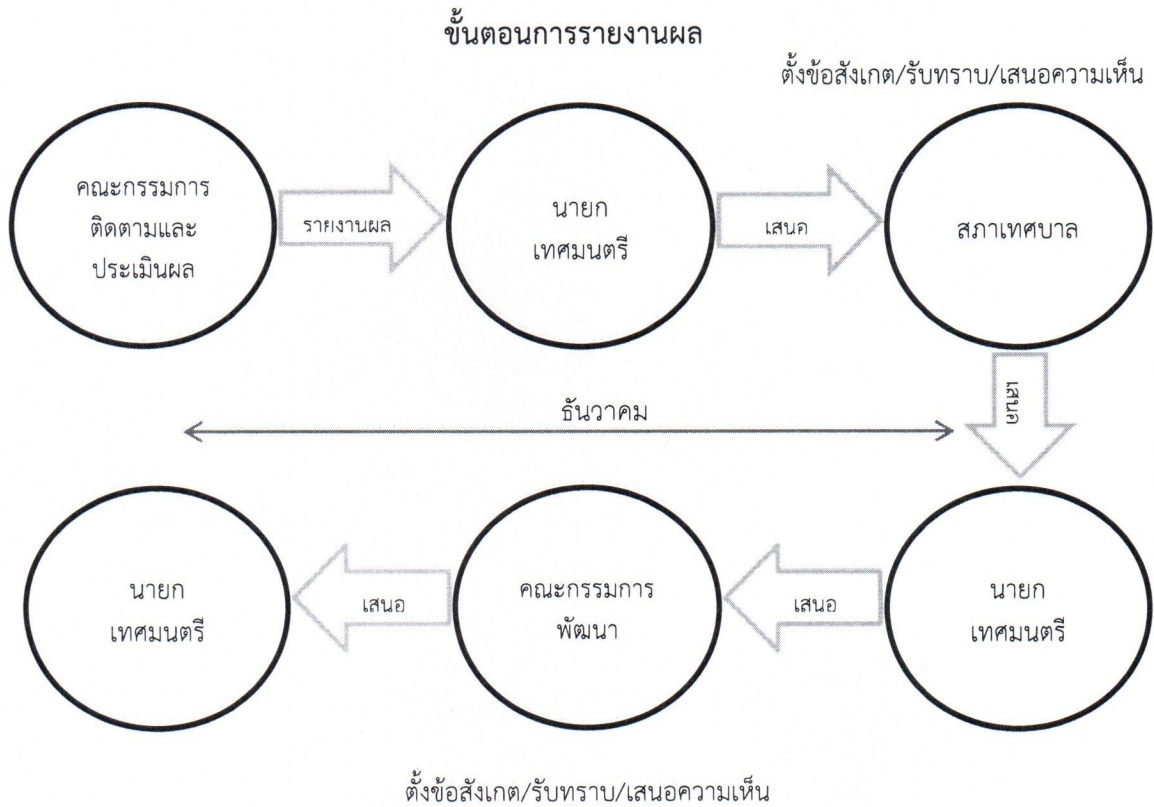 ขั้นตอนการรายงานผล
ตั้งข้อสังเกต/รับทราบ/เสนอความเห็น
คณะกรรมการ
ติดตามและ
ประเมินผล
รายงานผล
นายก
เทศมนตรี
เสนอ
สภาเทศบาล
เสนอ
ธันวาคม
นายก
เทศมนตรี
เสนอ
คณะกรรมการ
พัฒนา
เสนอ
นายก
เทศมนตรี
ตั้งข้อสังเกต/รับทราบ/เสนอความเห็น